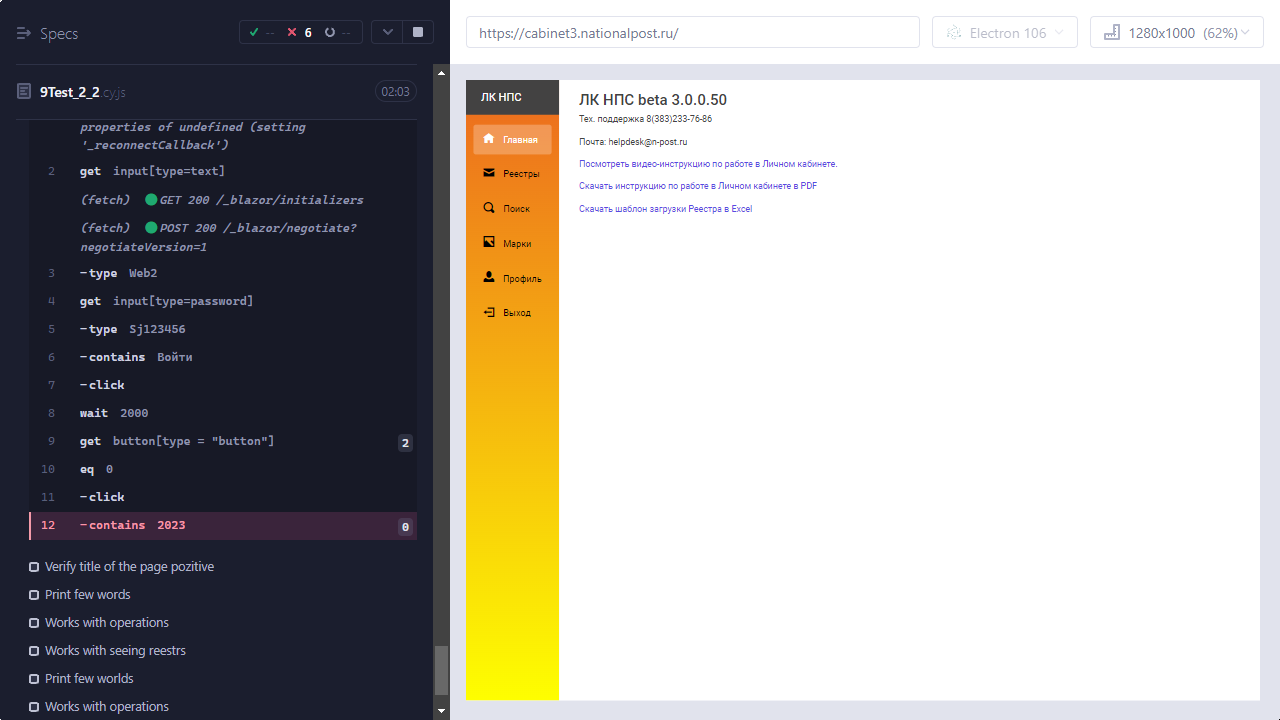 Specs
-- 6 --
9Test_2_2.cy.js
02:03
properties of undefined (setting
'_reconnectCallback')
2 get input[type=text]
(fetch) GET 200 /_blazor/initializers
(fetch) POST 200 /_blazor/negotiate?
negotiateVersion=1
3 -type Web2
4 get input[type=password]
5 -type Sj123456
6 -contains Войти
7 -click
8 wait 2000
9 get button[type = "button"] 2
10 eq 0
11 -click
12 -contains 2023 0
Verify title of the page pozitive
Print few words
Works with operations
Works with seeing reestrs
Print few worlds
Works with operations
https://cabinet3.nationalpost.ru/
Electron 106
1280x1000 (62%)
ЛК НПС
Главная
Реестры
Поиск
Марки
Профиль
Выход
ЛК НПС beta 3.0.0.50
Тех. поддержка 8(383)233-76-86
Почта: helpdesk@n-post.ru
Посмотреть видео-инструкцию по работе в Личном кабинете.
Скачать инструкцию по работе в Личном кабинете в PDF
Скачать шаблон загрузки Реестра в Excel